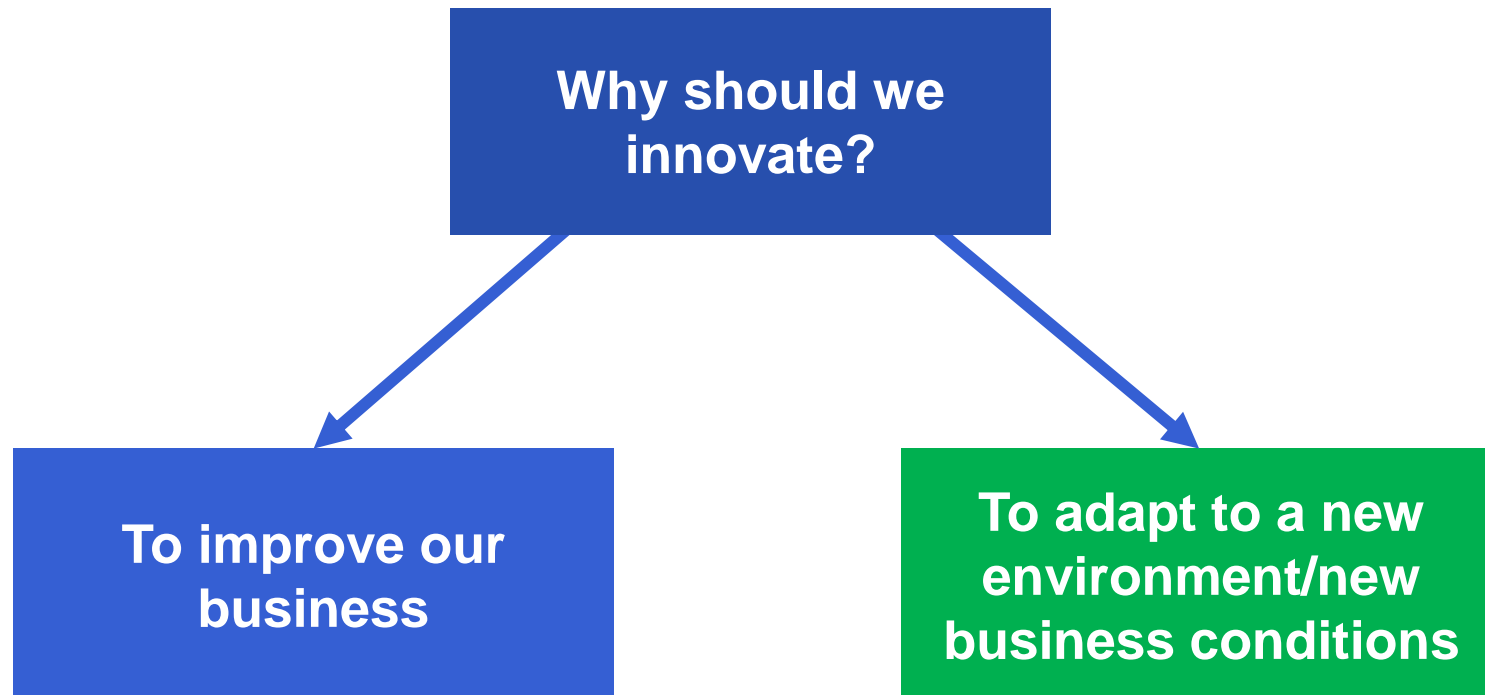 Why should we
innovate?
To improve our
business
To adapt to a new
environment/new
business conditions